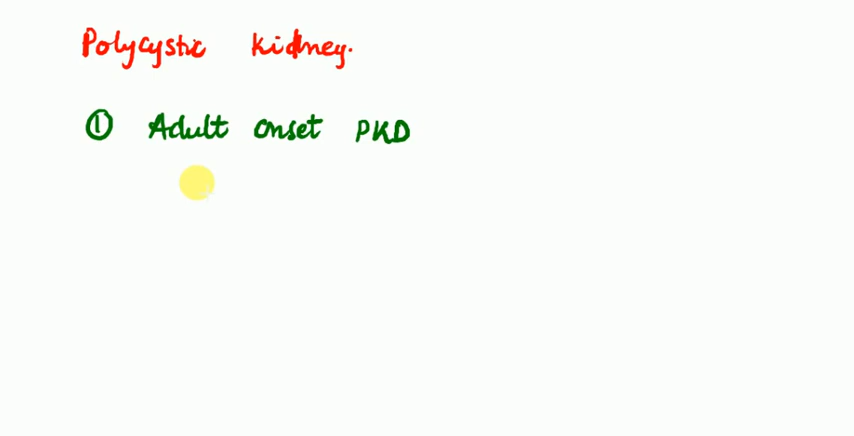 Polycystic kidney.
① Adult onset PKD